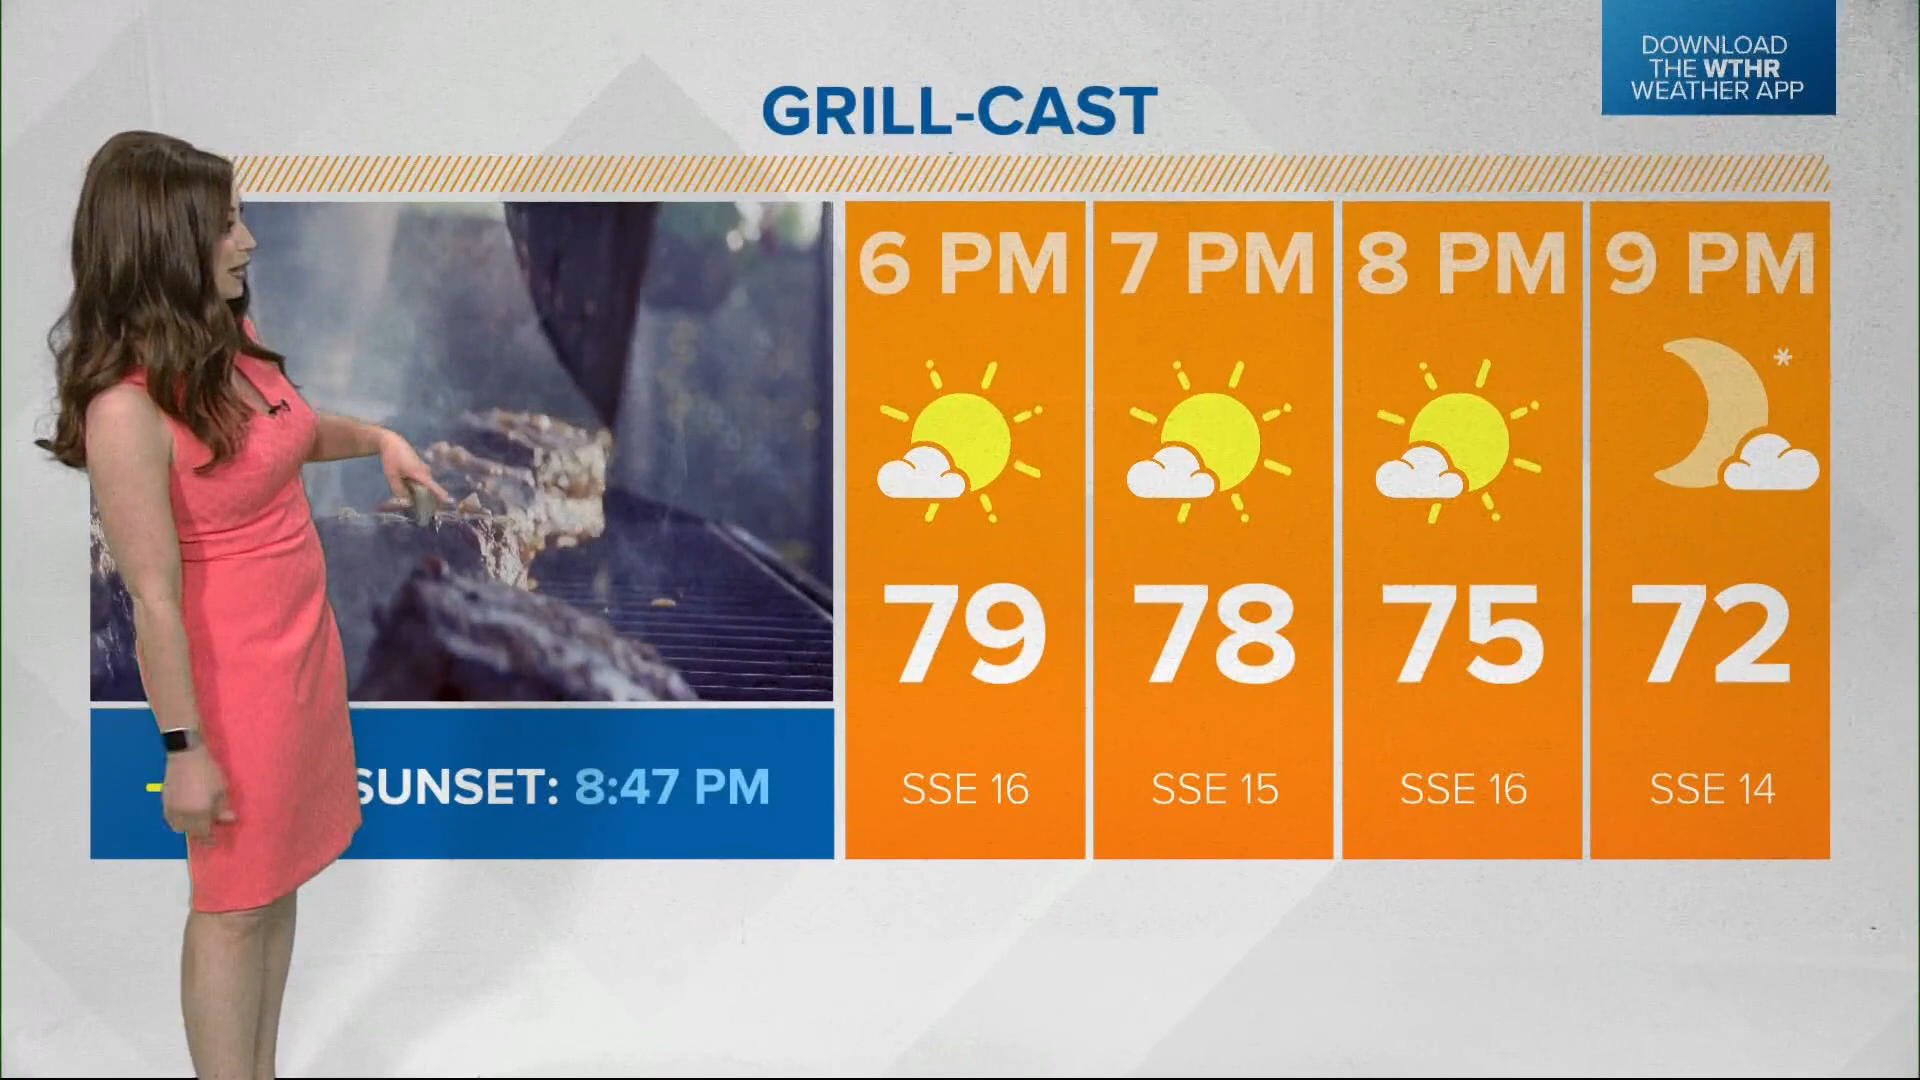 DOWNLOAD
THE WTHR
WEATHER APP
GRILL-CAST
6 PM
7 PM
8 PM
9 PM
79
78
75
72
SSE 16
SSE 15
SSE 16
SSE 14
SUNSET: 8:47 PM